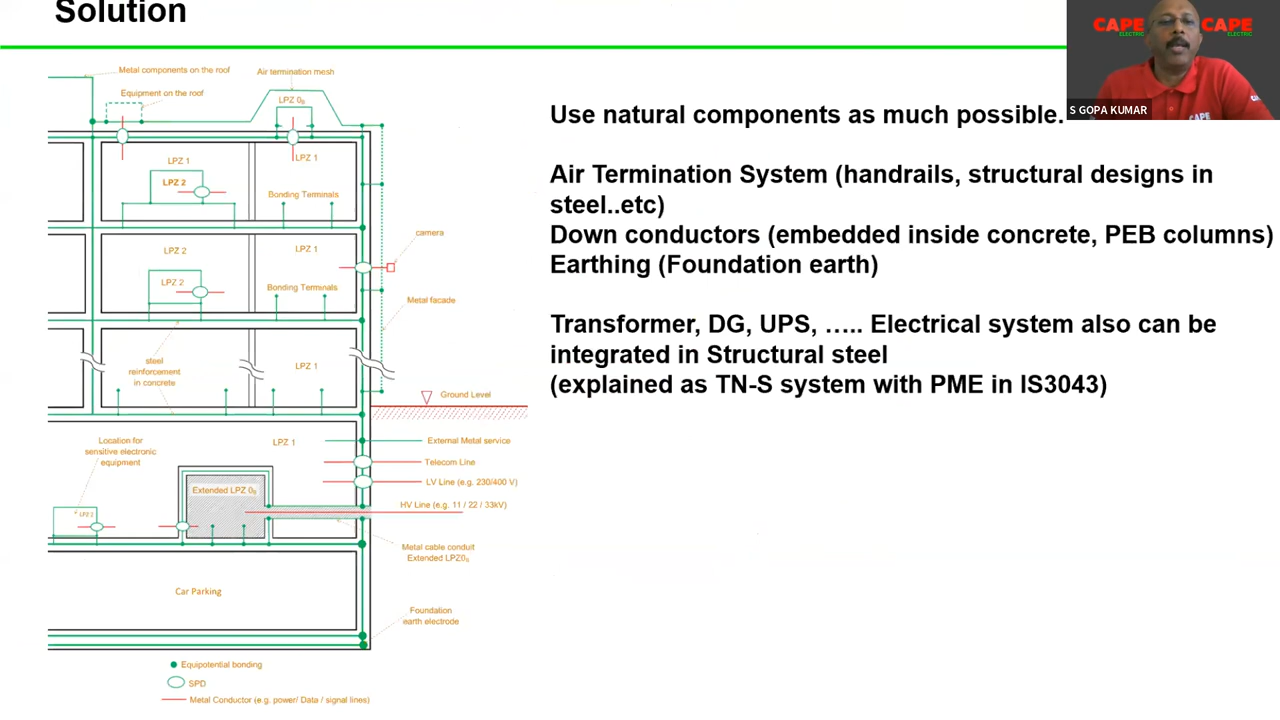 Solution
CAPE
ELECTRIC
CAPE
ELECTRIC
S GOPA KUMAR
Use natural components as much possible.
Air Termination System (handrails, structural designs in
steel..etc)
Down conductors (embedded inside concrete, PEB columns)
Earthing (Foundation earth)
Transformer, DG, UPS, ….. Electrical system also can be
integrated in Structural steel
(explained as TN-S system with PME in IS3043)
Metal components on the roof
Air termination mesh
Equipment on the roof
LPZ 0B
LPZ 1
LPZ 1
LPZ 2
Bonding Terminals
camera
LPZ 2
LPZ 1
LPZ 2
Bonding Terminals
Metal facade
steel
reinforcement
in concrete
LPZ 1
Ground Level
Location for
sensitive electronic
equipment
LPZ 1
External Metal service
Telecom Line
LV Line (e.g. 230/400 V)
Extended LPZ 0B
HV Line (e.g. 11 / 22 / 33kV)
Metal cable conduit
Extended LPZ0B
Car Parking
Foundation
earth electrode
Equipotential bonding
SPD
Metal Conductor (e.g. power/ Data / signal lines)